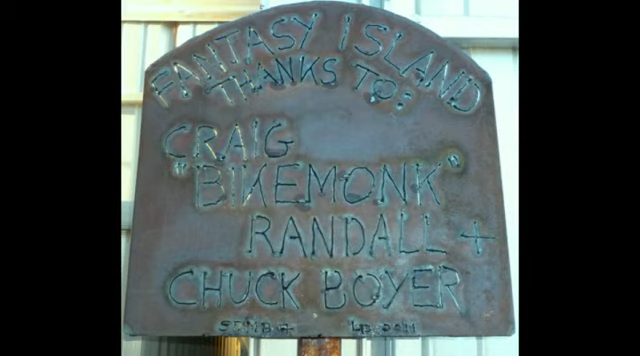 FANTASY ISLAND
THANKS TO:
CRAIG
"BIKEMONK"
RANDALL +
CHUCK BOYER